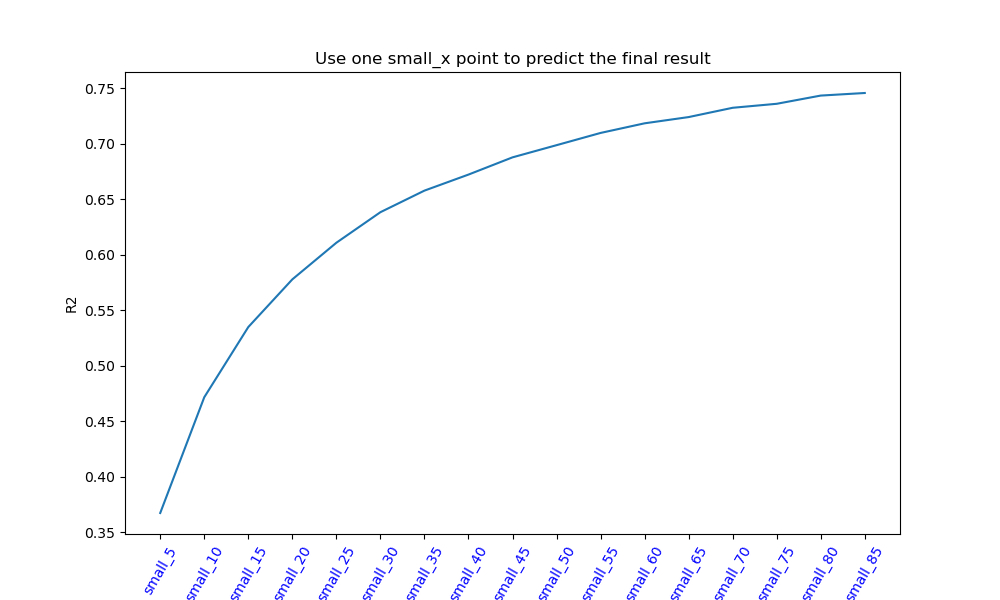 Use one small_x point to predict the final result
0.75
0.70
0.65
0.60
0.55
0.50
0.45
0.40
0.35
R2
small_5
small_10
small_15
small_20
small_25
small_30
small_35
small_40
small_45
small_50
small_55
small_60
small_65
small_70
small_75
small_80
small_85